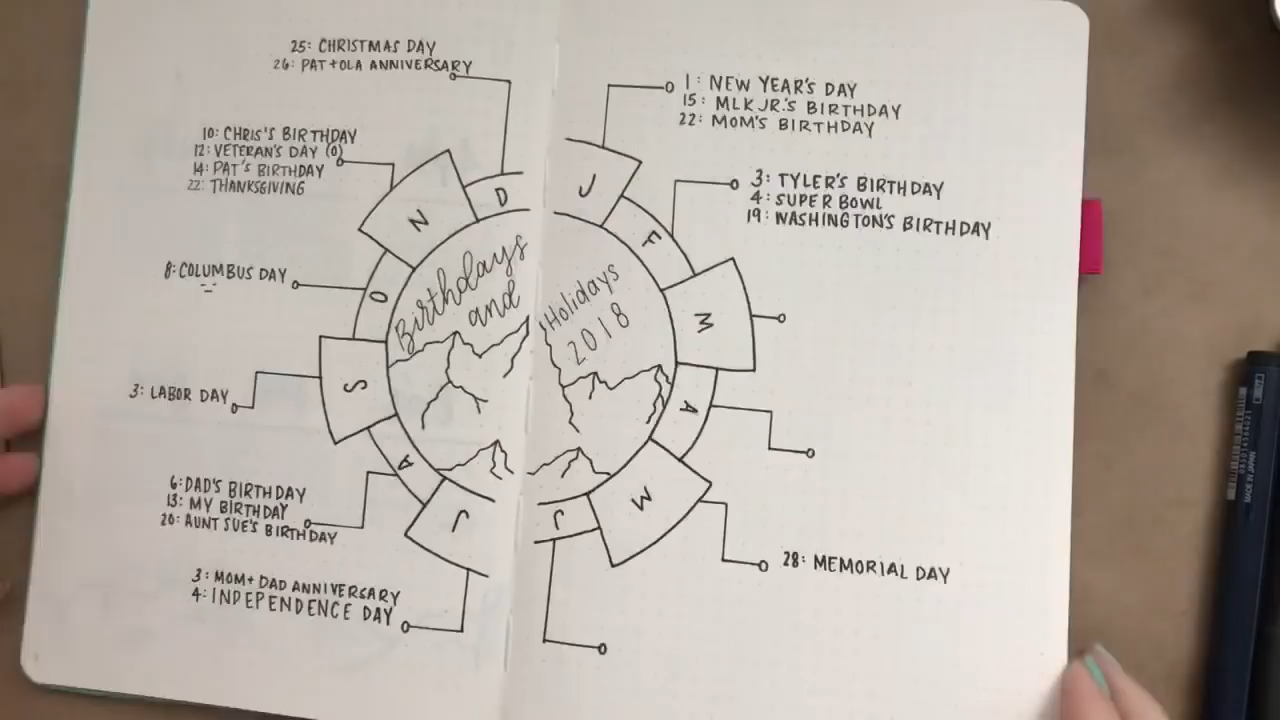 25: CHRISTMAS DAY
26: PAT + OLA ANNIVERSARY
10: CHRIS'S BIRTHDAY
12: VETERAN'S DAY (O)
14: PAT'S BIRTHDAY
22: THANKSGIVING
8: COLUMBUS DAY
3: LABOR DAY
6: DAD'S BIRTHDAY
13: MY BIRTHDAY
20: AUNT SUE'S BIRTHDAY
3: MOM + DAD ANNIVERSARY
4: INDEPENDENCE DAY
D
N
O
S
A
J
Birthdays
and
Holidays
2018
J
F
M
A
M
J
1: NEW YEAR'S DAY
15: MLK JR.'S BIRTHDAY
22: MOM'S BIRTHDAY
3: TYLER'S BIRTHDAY
4: SUPER BOWL
19: WASHINGTON'S BIRTHDAY
28: MEMORIAL DAY
MADE IN JAPAN